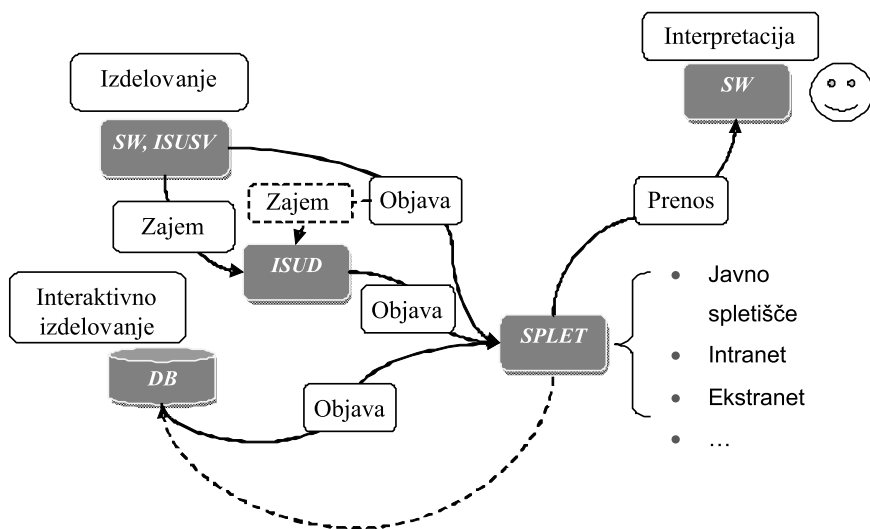 Interpretacija
SW
Izdelovanje
SW, ISUSV
Zajem
Objava
Prenos
Zajem
ISUD
Javno
spletišče
Interaktivno
izdelovanje
Objava
SPLET
Intranet
DB
Ekstranet
Objava
…